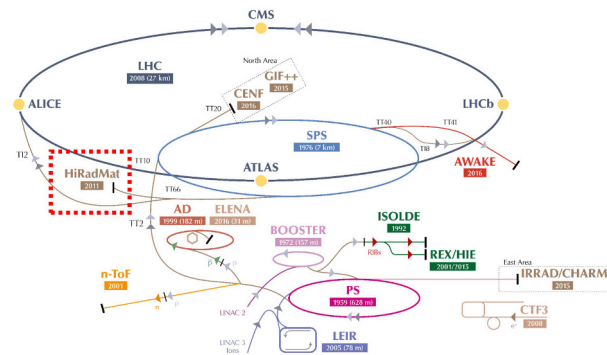 CMS
LHC
2008 (27 km)
North Area
GIF++
2015
CENF
2016
TT20
ALICE
LHCb
SPS
1976 (7 km)
TT40
TT41
TI8
TI2
TT10
HiRadMat
2011
TT66
ATLAS
AWAKE
2016
AD
1999 (182 m)
ELENA
2016 (31 m)
TT2
BOOSTER
1972 (157 m)
ISOLDE
1992
RIBs
REX/HIE
2001/2015
East Area
IRRAD/CHARM
2015
n-ToF
2001
n
p
p
PS
1959 (628 m)
LINAC 2
CTF3
2008
e-
LINAC 3
Ions
LEIR
2005 (78 m)